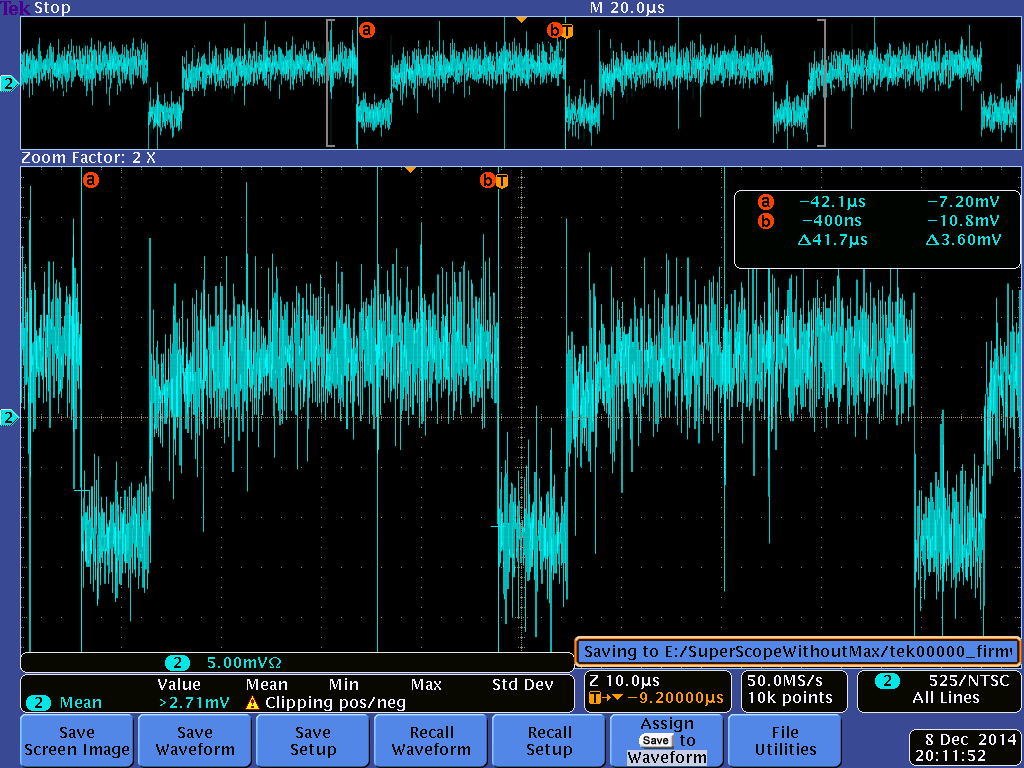 Tek Stop M 20.0µs
a b T
2
Zoom Factor: 2 X
a b T
a −42.1µs −7.20mV
b −400ns −10.8mV
Δ41.7µs Δ3.60mV
2
2 5.00mVΩ
Saving to E:/SuperScopeWithoutMax/tek00000_firm
Value Mean Min Max Std Dev
2 Mean >2.71mV Clipping pos/neg
Z 10.0µs
T→▼−9.20000µs
50.0MS/s
10k points
2 525/NTSC
All Lines
Save
Screen Image
Save
Waveform
Save
Setup
Recall
Waveform
Recall
Setup
Assign
Save to
Waveform
File
Utilities
8 Dec 2014
20:11:52